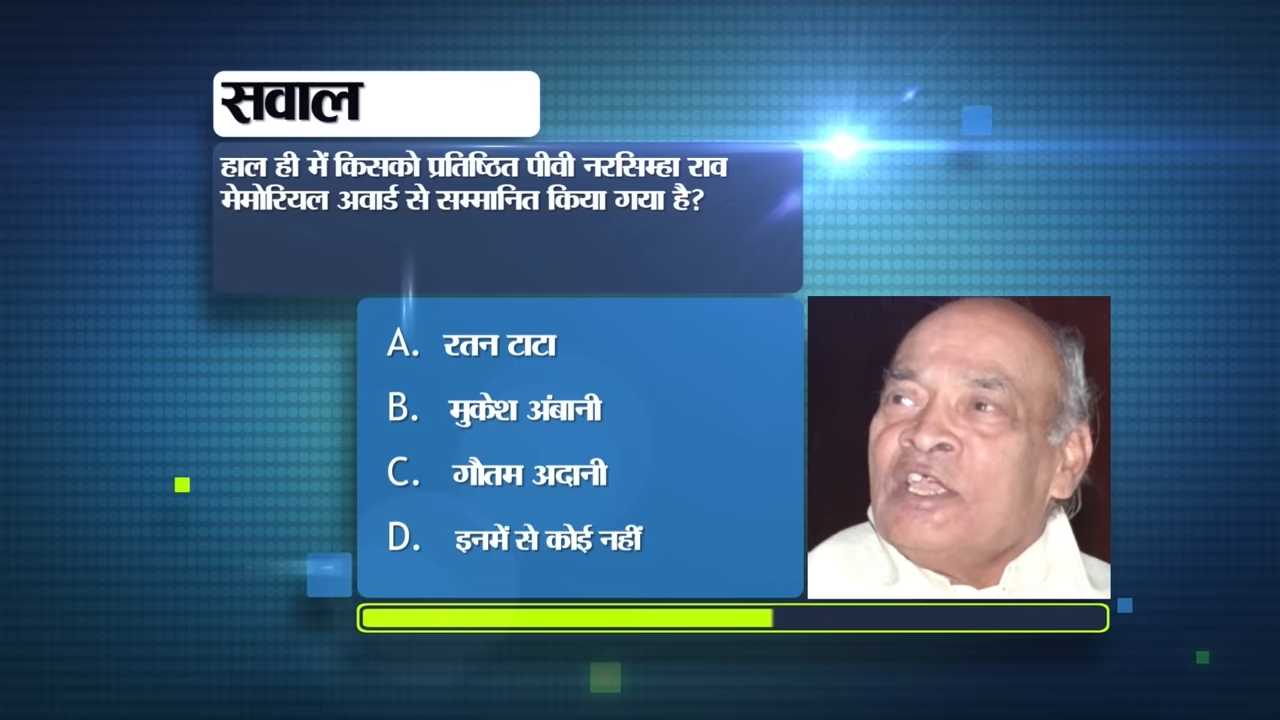 सवाल
हाल ही में किसको प्रतिष्ठित पीवी नरसिम्हा राव
मेमोरियल अवार्ड से सम्मानित किया गया है?
A. रतन टाटा
B. मुकेश अंबानी
C. गौतम अदानी
D. इनमें से कोई नहीं